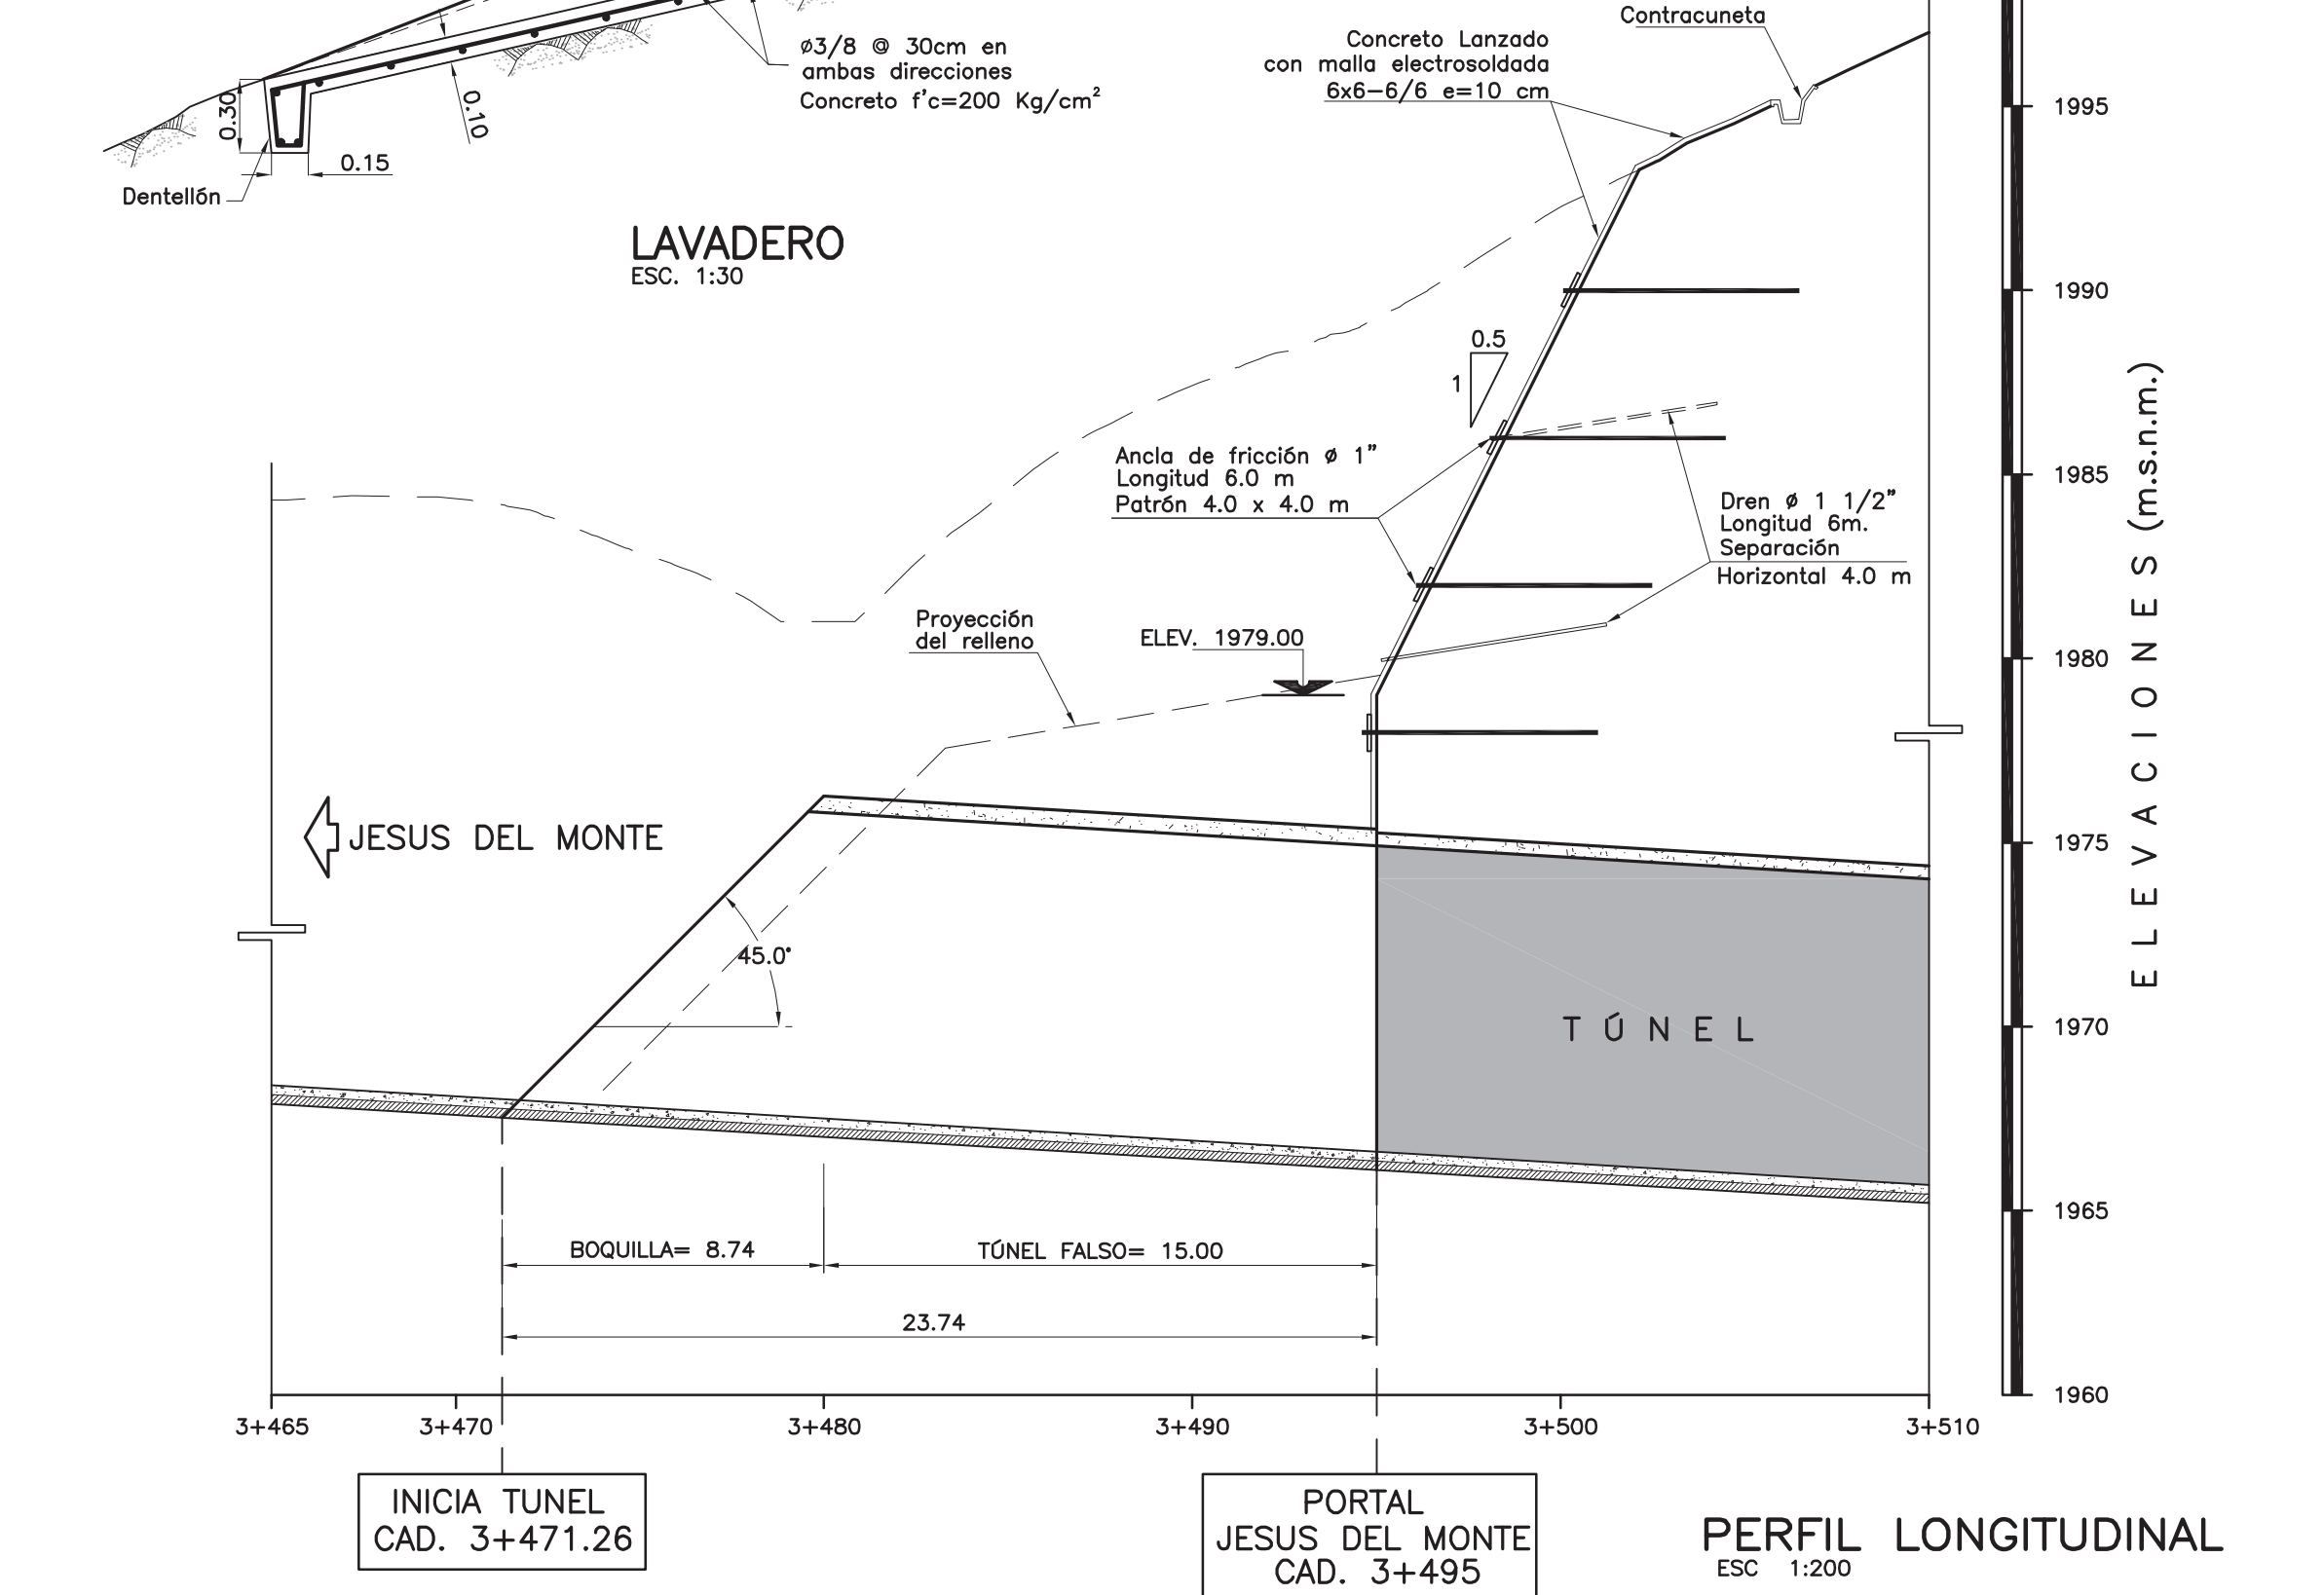 ø3/8 @ 30cm en
ambas direcciones
Concreto f'c=200 Kg/cm²
0.30
0.10
0.15
Dentellón
LAVADERO
ESC. 1:30
Contracuneta
Concreto Lanzado
con malla electrosoldada
6x6-6/6 e=10 cm
0.5
1
Ancla de fricción ø 1"
Longitud 6.0 m
Patrón 4.0 x 4.0 m
Dren ø 1 1/2"
Longitud 6m.
Separación
Horizontal 4.0 m
Proyección
del relleno
ELEV. 1979.00
JESUS DEL MONTE
45.0°
TÚNEL
BOQUILLA= 8.74
TÚNEL FALSO= 15.00
23.74
1995
1990
1985
1980
1975
1970
1965
1960
ELEVACIONES (m.s.n.m.)
3+465
3+470
3+480
3+490
3+500
3+510
INICIA TUNEL
CAD. 3+471.26
PORTAL
JESUS DEL MONTE
CAD. 3+495
PERFIL LONGITUDINAL
ESC 1:200